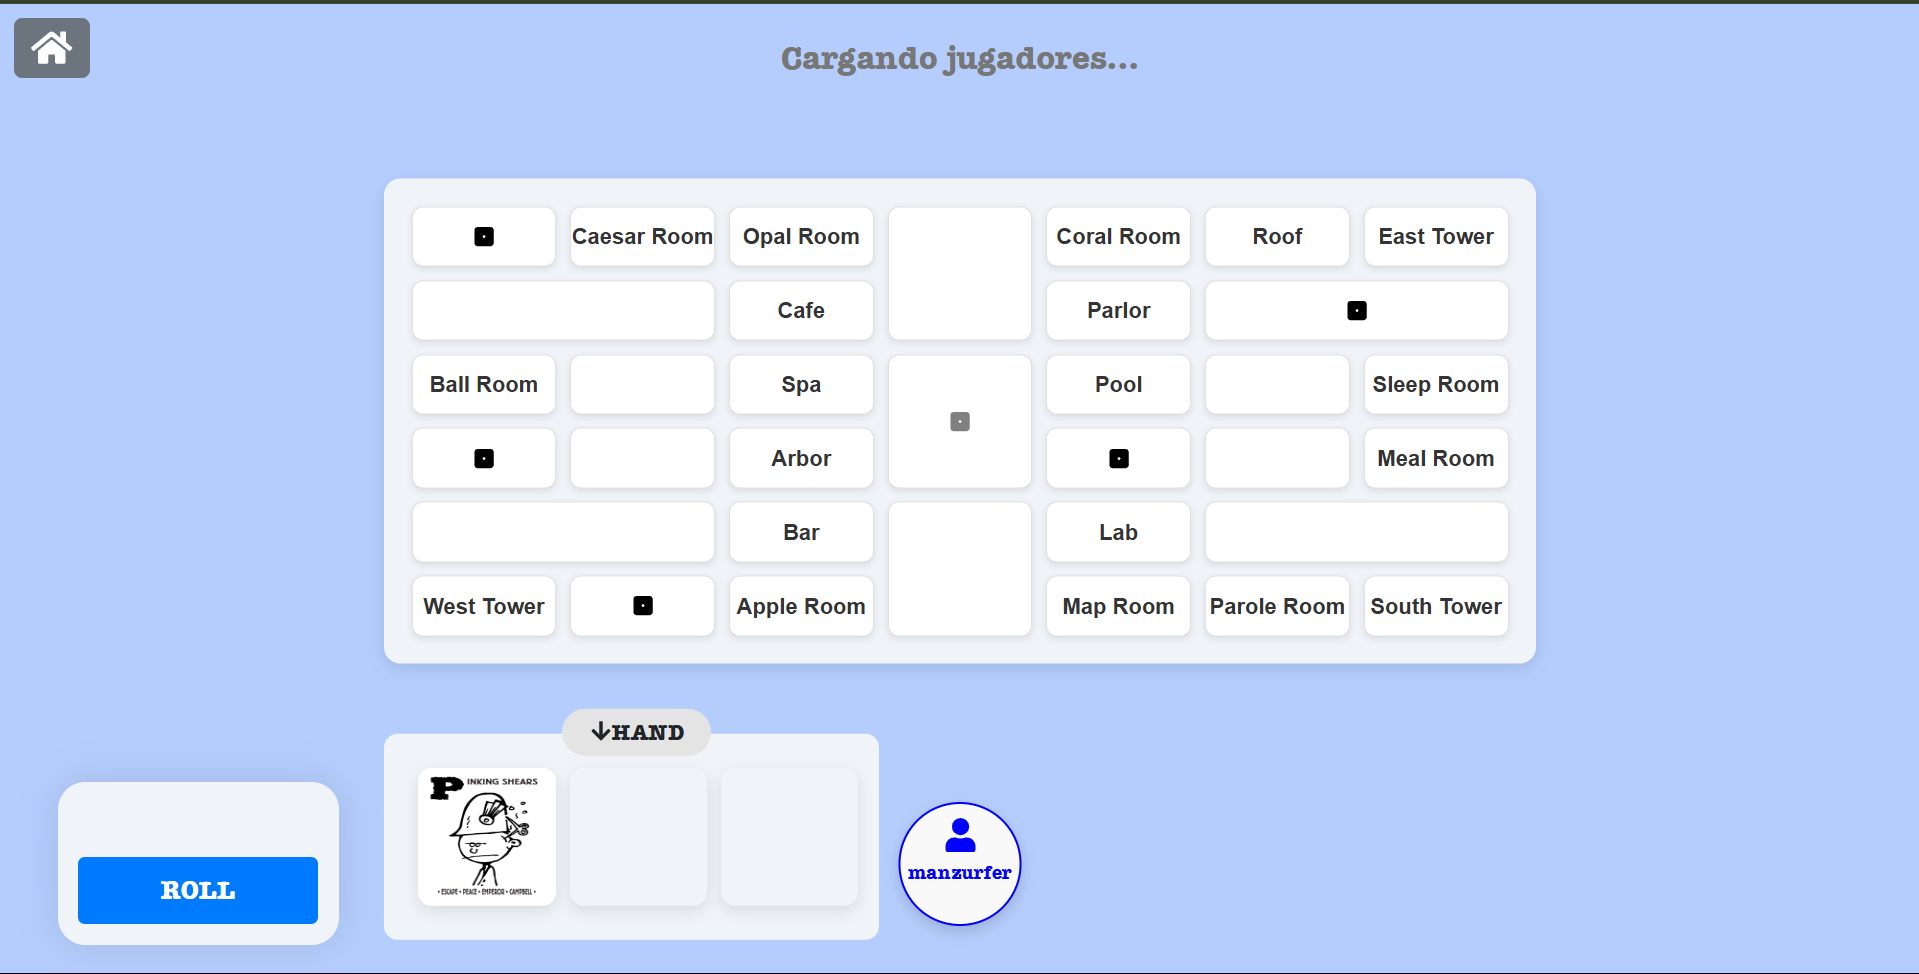 Cargando jugadores...
Caesar Room Opal Room Coral Room Roof East Tower
Cafe Parlor
Ball Room Spa Pool Sleep Room
Arbor Meal Room
Bar Lab
West Tower Apple Room Map Room Parole Room South Tower
HAND
PINKING SHEARS
• ESCAPE • PEACE • EMPEROR • CAMPBELL •
manzurfer
ROLL